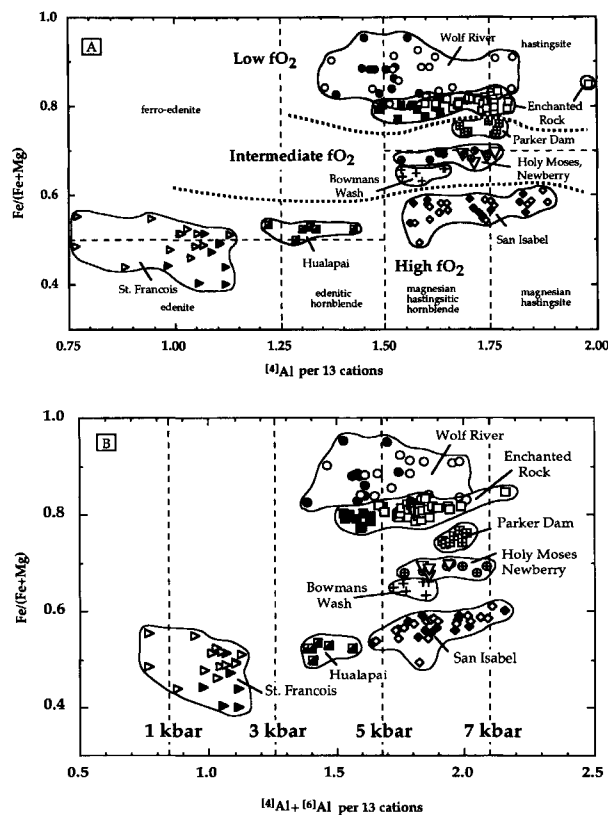 A
Low fO2
Wolf River
hastingsite
ferro-edenite
Enchanted
Rock
Parker Dam
Intermediate fO2
Bowmans
Wash
Holy Moses,
Newberry
San Isabel
Hualapai
St. Francois
High fO2
edenite
edenitic
hornblende
magnesian
hastingsitic
hornblende
magnesian
hastingsite
1.0
0.8
0.6
0.4
Fe/(Fe+Mg)
0.75
1.00
1.25
1.50
1.75
2.00
[4]Al per 13 cations
B
Wolf River
Enchanted
Rock
Parker Dam
Holy Moses
Newberry
Bowmans
Wash
San Isabel
Hualapai
St. Francois
1 kbar
3 kbar
5 kbar
7 kbar
1.0
0.8
0.6
0.4
Fe/(Fe+Mg)
0.5
1.0
1.5
2.0
2.5
[4]Al+ [6]Al per 13 cations